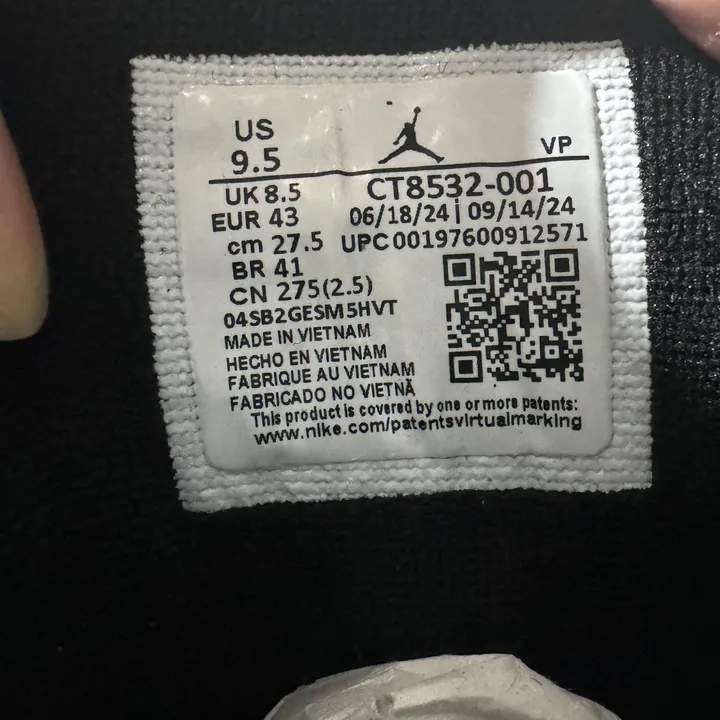 US
9.5
VP
UK 8.5
CT8532-001
EUR 43
06/18/24 | 09/14/24
cm 27.5
UPC 00197600912571
BR 41
CN 275(2.5)
04SB2GESM5HVT
MADE IN VIETNAM
HECHO EN VIETNAM
FABRIQUE AU VIETNAM
FABRICADO NO VIETNÃ
This product is covered by one or more patents:
www.nike.com/patentsvirtualmarking